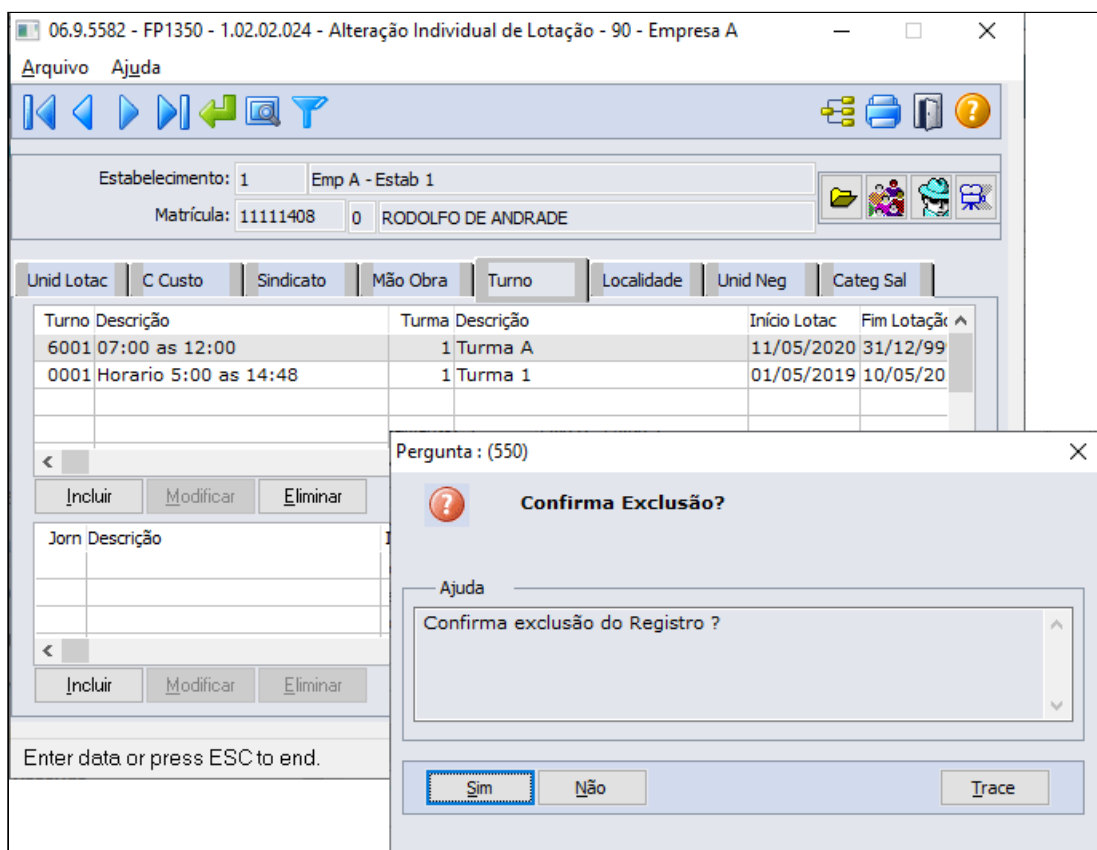 06.9.5582 - FP1350 - 1.02.02.024 - Alteração Individual de Lotação - 90 - Empresa A
Arquivo Ajuda
Estabelecimento: 1 Emp A - Estab 1
Matrícula: 11111408 0 RODOLFO DE ANDRADE
Unid Lotac C Custo Sindicato Mão Obra Turno Localidade Unid Neg Categ Sal
Turno Descrição Turma Descrição Início Lotac Fim Lotação
6001 07:00 as 12:00 1 Turma A 11/05/2020 31/12/99
0001 Horario 5:00 as 14:48 1 Turma 1 01/05/2019 10/05/20
Incluir Modificar Eliminar
Jorn Descrição
Incluir Modificar Eliminar
Enter data or press ESC to end.
Pergunta : (550)
Confirma Exclusão?
Ajuda
Confirma exclusão do Registro ?
Sim Não Trace